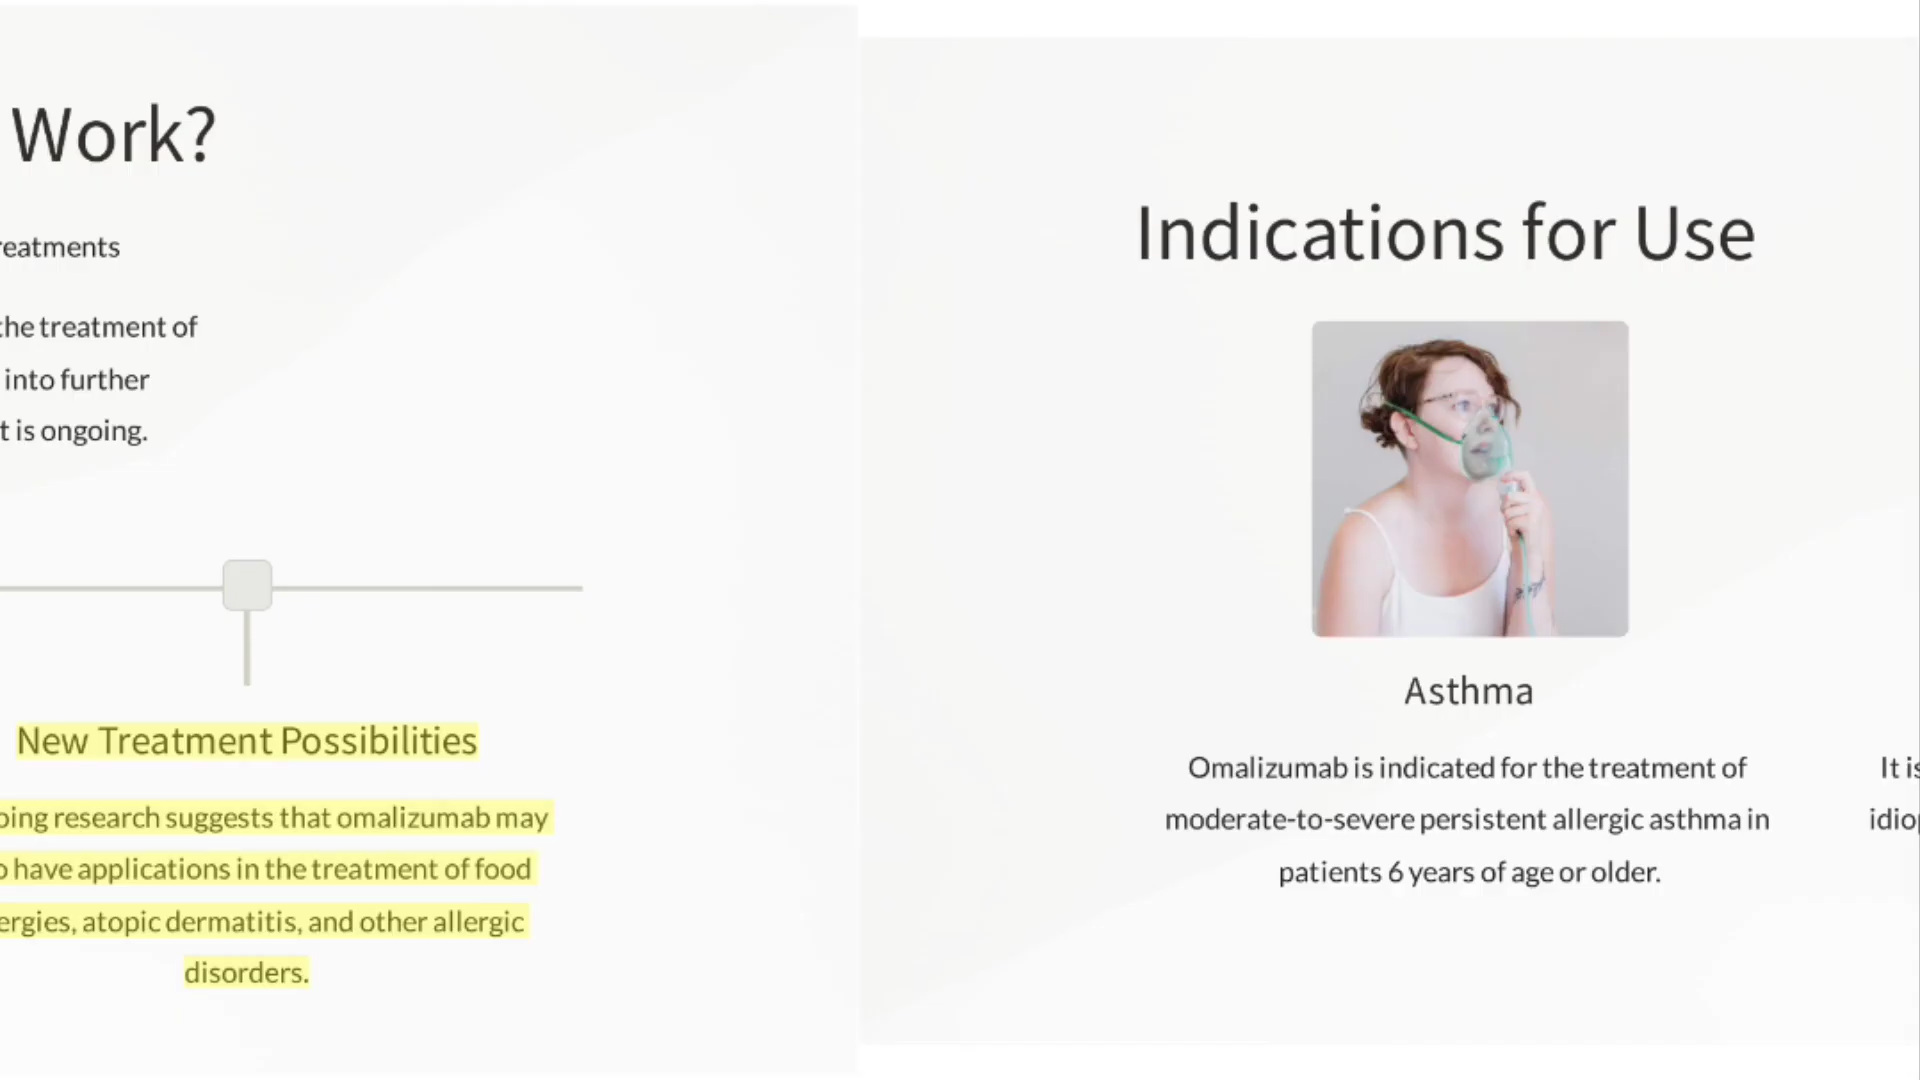 Work?
reatments
the treatment of
into further
t is ongoing.
New Treatment Possibilities
oing research suggests that omalizumab may
o have applications in the treatment of food
ergies, atopic dermatitis, and other allergic
disorders.
Indications for Use
Asthma
Omalizumab is indicated for the treatment of
moderate-to-severe persistent allergic asthma in
patients 6 years of age or older.
It is
idiop